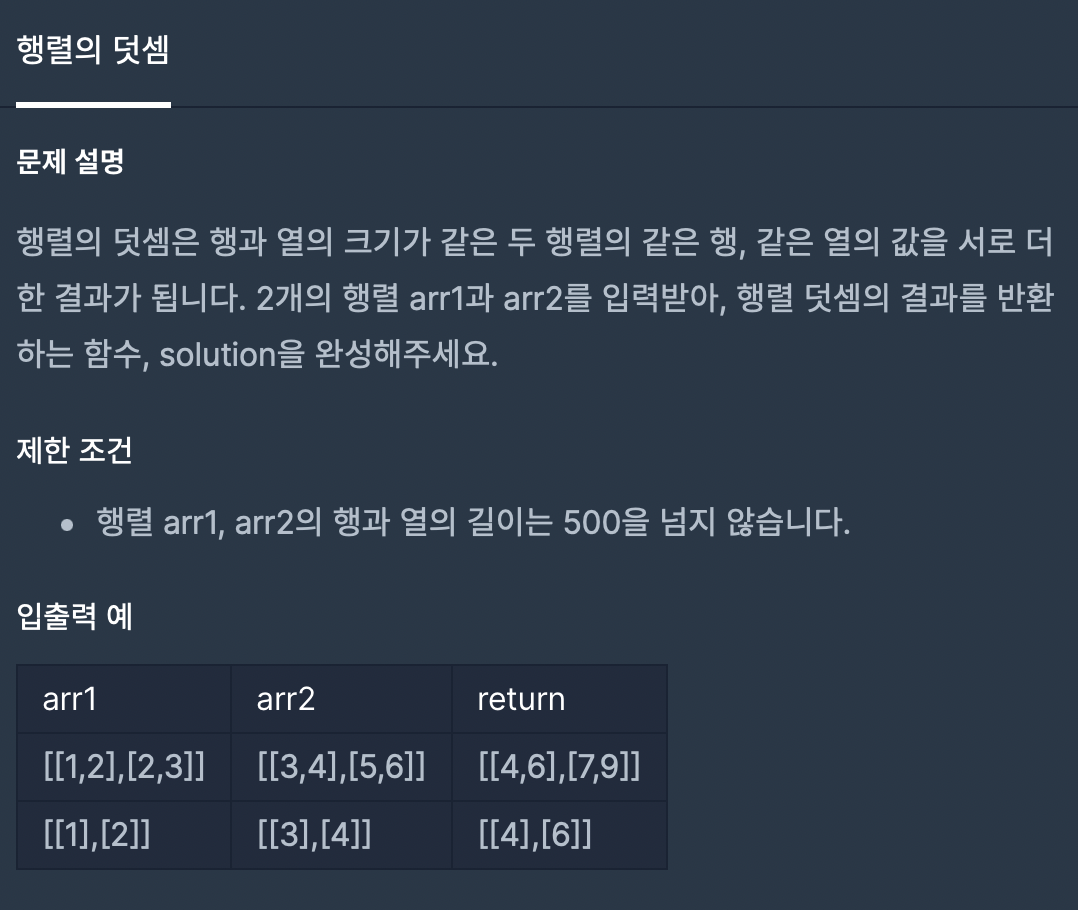 행렬의 덧셈
문제 설명
행렬의 덧셈은 행과 열의 크기가 같은 두 행렬의 같은 행, 같은 열의 값을 서로 더
한 결과가 됩니다. 2개의 행렬 arr1과 arr2를 입력받아, 행렬 덧셈의 결과를 반환
하는 함수, solution을 완성해주세요.
제한 조건
행렬 arr1, arr2의 행과 열의 길이는 500을 넘지 않습니다.
입출력 예
arr1 arr2 return
[[1,2],[2,3]] [[3,4],[5,6]] [[4,6],[7,9]]
[[1],[2]] [[3],[4]] [[4],[6]]